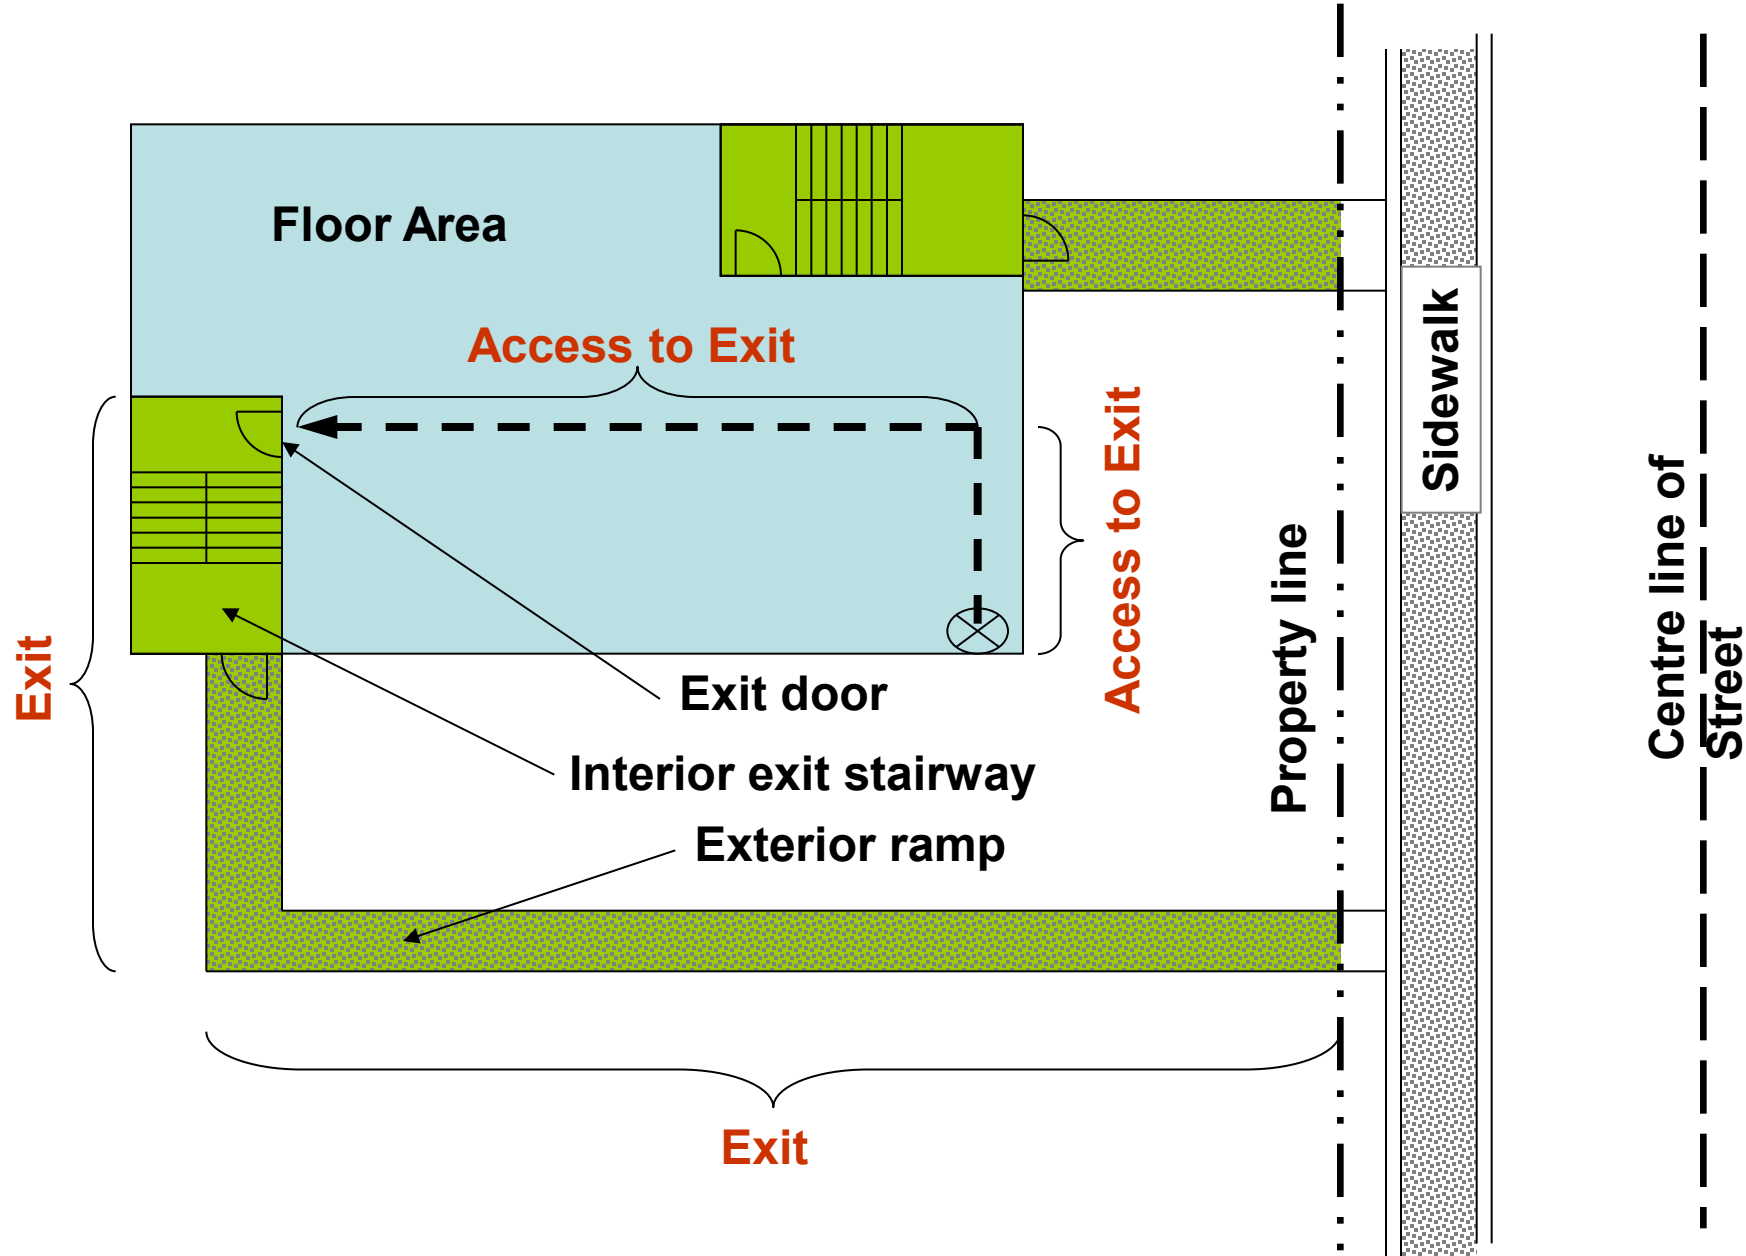 Floor Area
Access to Exit
Access to Exit
Sidewalk
Centre line of
Street
Property line
Exit
Exit door
Interior exit stairway
Exterior ramp
Exit